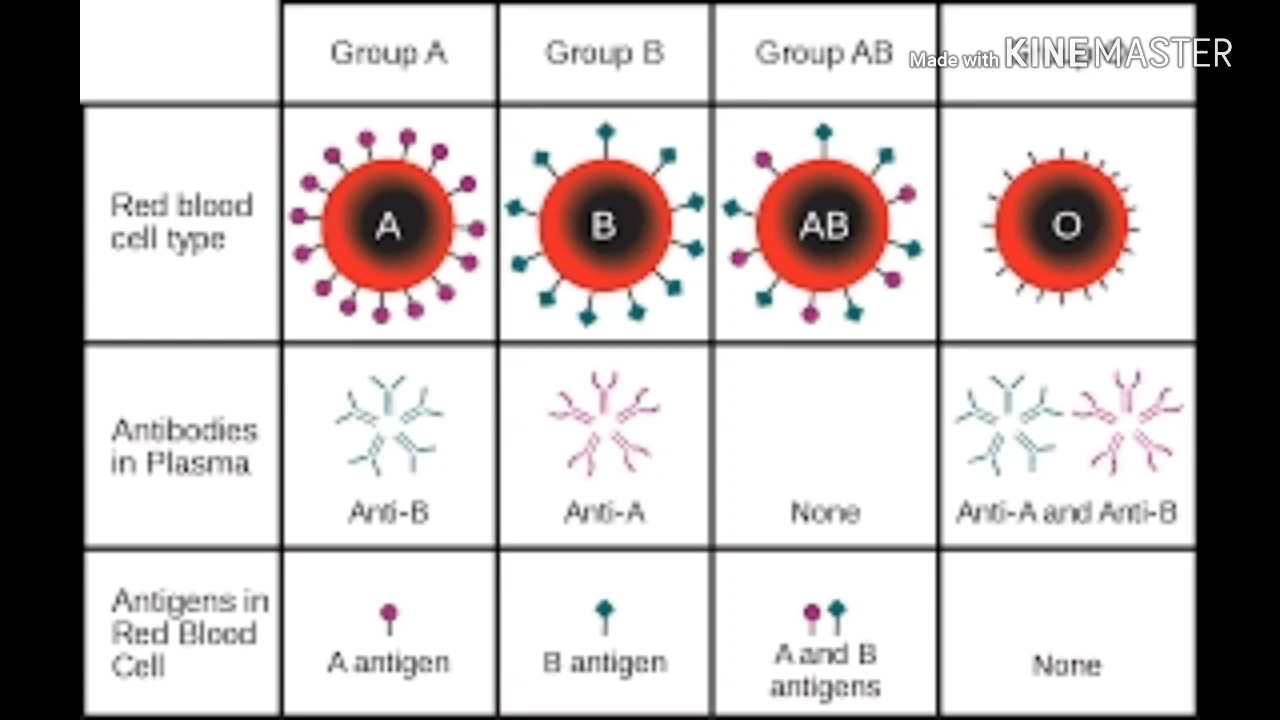 Group A
Group B
Group AB
Made with KINEMASTER
Red blood
cell type
A
B
AB
O
Antibodies
in Plasma
Anti-B
Anti-A
None
Anti-A and Anti-B
Antigens in
Red Blood
Cell
A antigen
B antigen
A and B
antigens
None